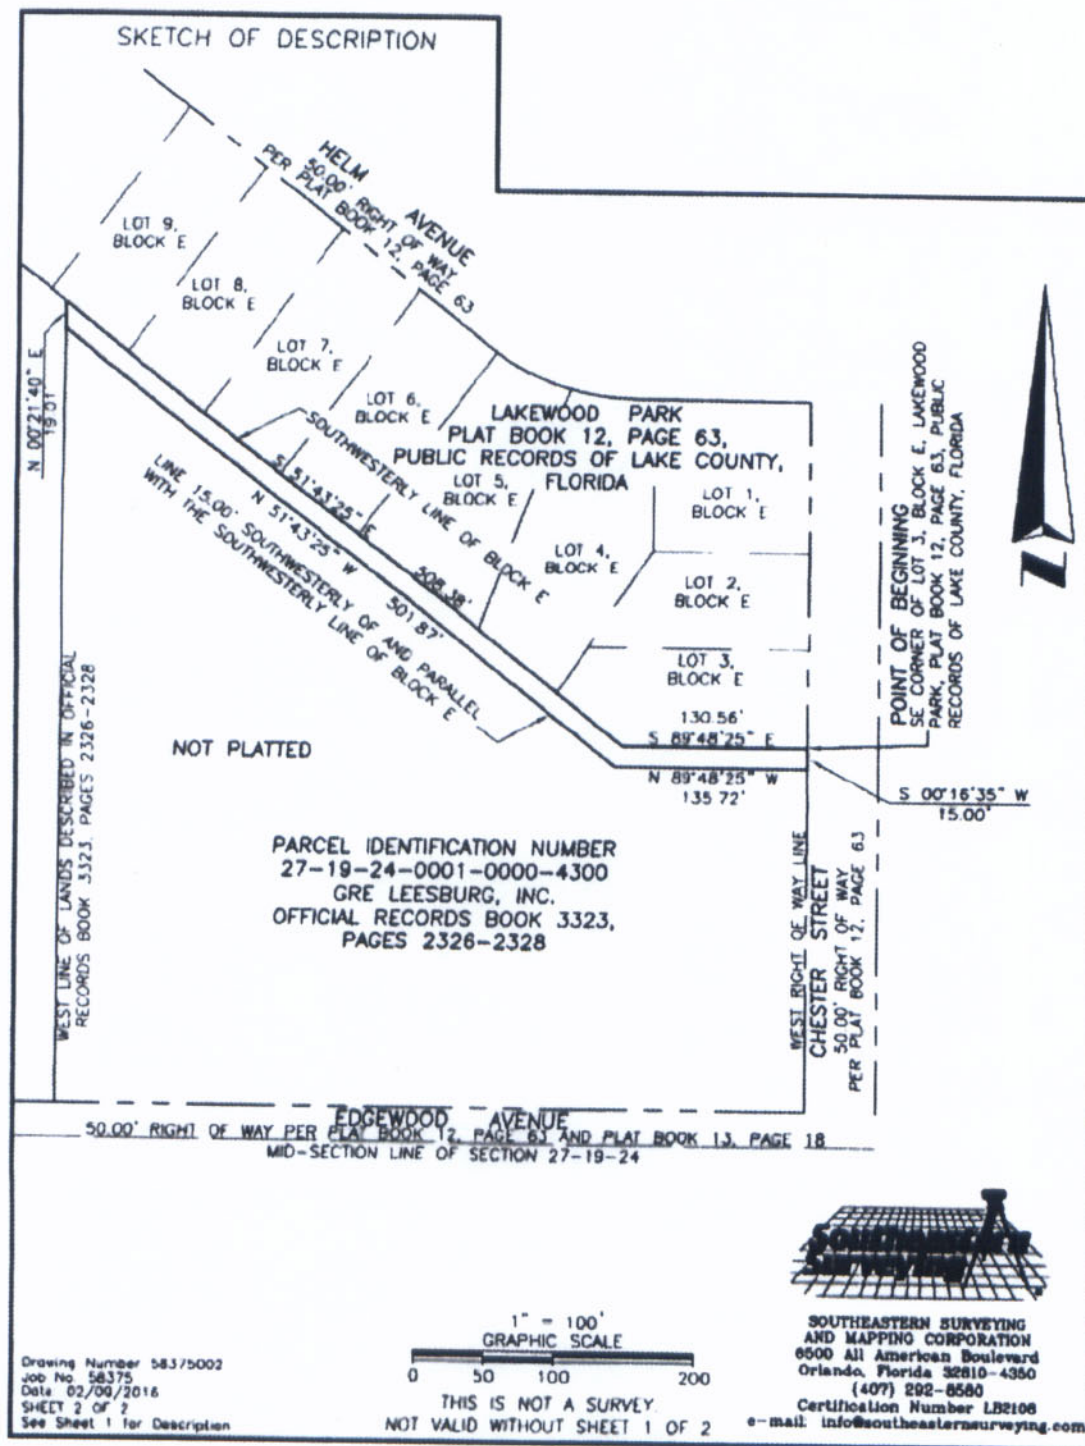 SKETCH OF DESCRIPTION
HELM AVENUE
50.00' RIGHT OF WAY
PER PLAT BOOK 12, PAGE 63
LOT 9,
BLOCK E
LOT 8,
BLOCK E
LOT 7,
BLOCK E
LOT 6,
BLOCK E
LAKEWOOD PARK
PLAT BOOK 12, PAGE 63,
PUBLIC RECORDS OF LAKE COUNTY,
FLORIDA
LOT 5,
BLOCK E
LOT 4,
BLOCK E
LOT 1,
BLOCK E
LOT 2,
BLOCK E
LOT 3,
BLOCK E
N 00°21'40" E
19.01
SOUTHWESTERLY LINE OF BLOCK E
S 51°43'25" E
508.38'
N 51°43'25" W
501.87'
LINE 15.00' SOUTHWESTERLY OF AND PARALLEL
WITH THE SOUTHWESTERLY LINE OF BLOCK E
130.56'
S 89°48'25" E
N 89°48'25" W
135.72'
POINT OF BEGINNING
SE CORNER OF LOT 3, BLOCK E, LAKEWOOD
PARK, PLAT BOOK 12, PAGE 63, PUBLIC
RECORDS OF LAKE COUNTY, FLORIDA
S 00°16'35" W
15.00'
NOT PLATTED
WEST LINE OF LANDS DESCRIBED IN OFFICIAL
RECORDS BOOK 3323, PAGES 2326-2328
PARCEL IDENTIFICATION NUMBER
27-19-24-0001-0000-4300
GRE LEESBURG, INC.
OFFICIAL RECORDS BOOK 3323,
PAGES 2326-2328
WEST RIGHT OF WAY LINE
CHESTER STREET
50.00' RIGHT OF WAY
PER PLAT BOOK 12, PAGE 63
EDGEWOOD AVENUE
50.00' RIGHT OF WAY PER PLAT BOOK 12, PAGE 63 AND PLAT BOOK 13, PAGE 18
MID-SECTION LINE OF SECTION 27-19-24
N
Southeastern
Surveying
SOUTHEASTERN SURVEYING
AND MAPPING CORPORATION
6500 All American Boulevard
Orlando, Florida 32810-4350
(407) 292-8580
Certification Number LB2108
e-mail: info@southeasternsurveying.com
1" = 100'
GRAPHIC SCALE
0 50 100 200
THIS IS NOT A SURVEY.
NOT VALID WITHOUT SHEET 1 OF 2
Drawing Number 58375002
Job No. 58375
Date: 02/09/2016
SHEET 2 OF 2
See Sheet 1 for Description